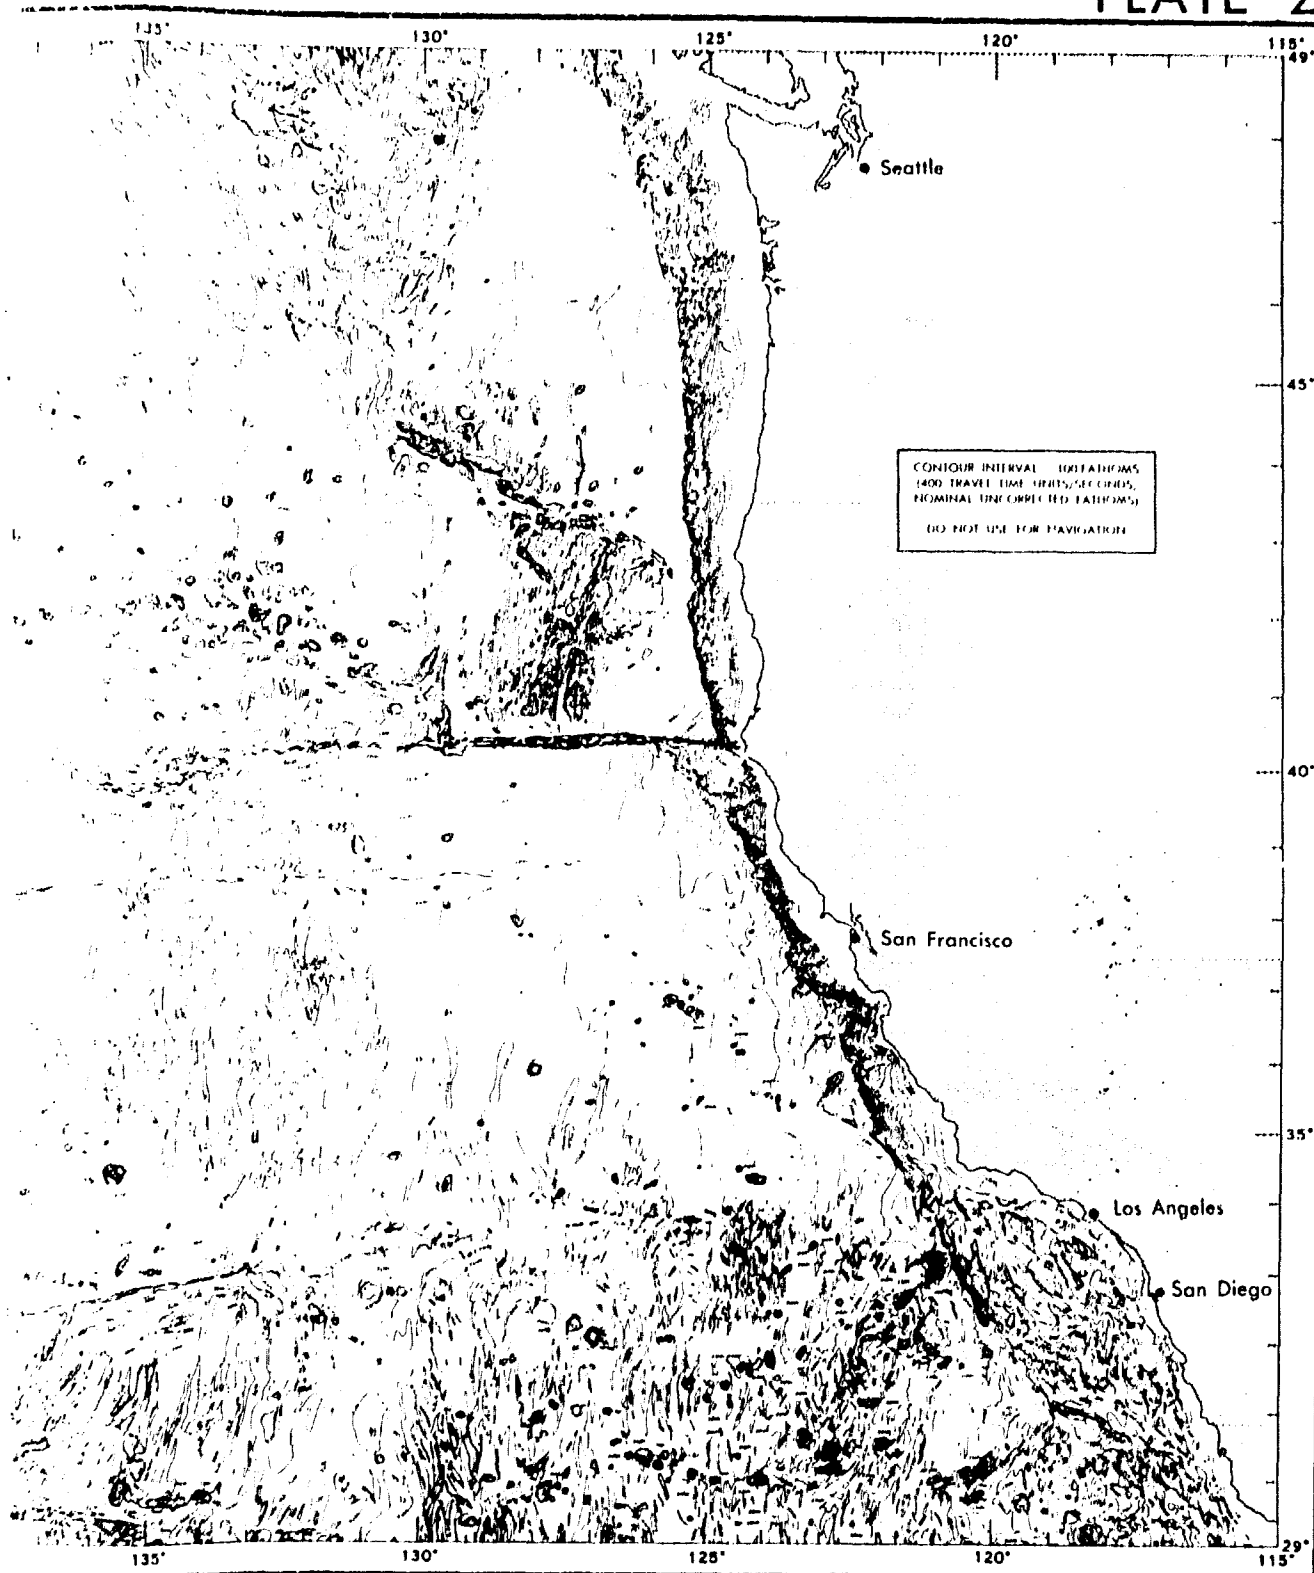 PLATE 2
135° 130° 125° 120° 115°
49°
Seattle
45°
CONTOUR INTERVAL 100 FATHOMS
(400 TRAVEL TIME UNITS/SECONDS,
NOMINAL UNCORRECTED FATHOMS)
DO NOT USE FOR NAVIGATION
40°
San Francisco
35°
Los Angeles
San Diego
29°
135° 130° 125° 120° 115°